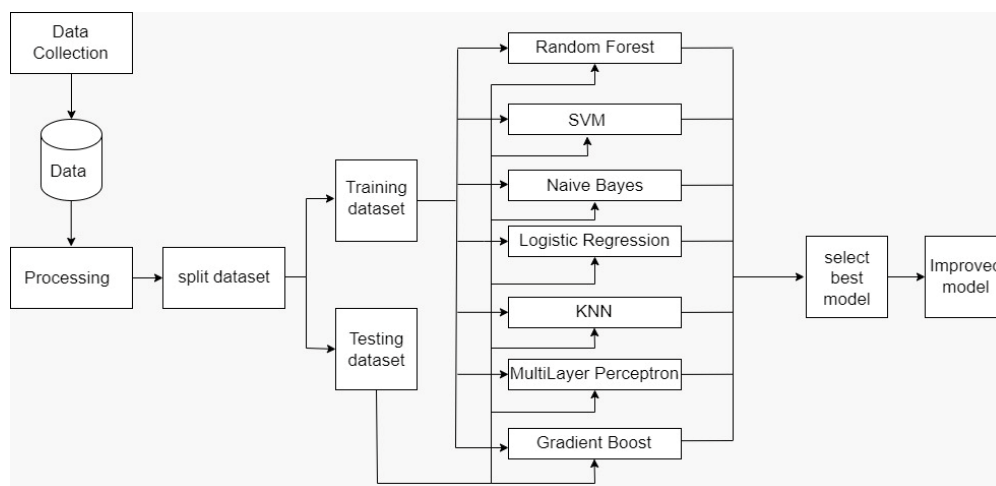 Data
Collection
Data
Processing
split dataset
Training
dataset
Testing
dataset
Random Forest
SVM
Naive Bayes
Logistic Regression
KNN
MultiLayer Perceptron
Gradient Boost
select
best
model
Improved
model